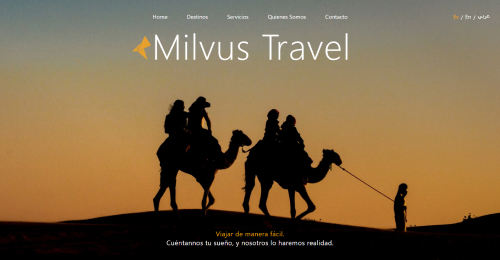 Home Destinos Servicios Quienes Somos Contacto
Es / En / عربي
Milvus Travel
Viajar de manera fácil.
Cuéntannos tu sueño, y nosotros lo haremos realidad.